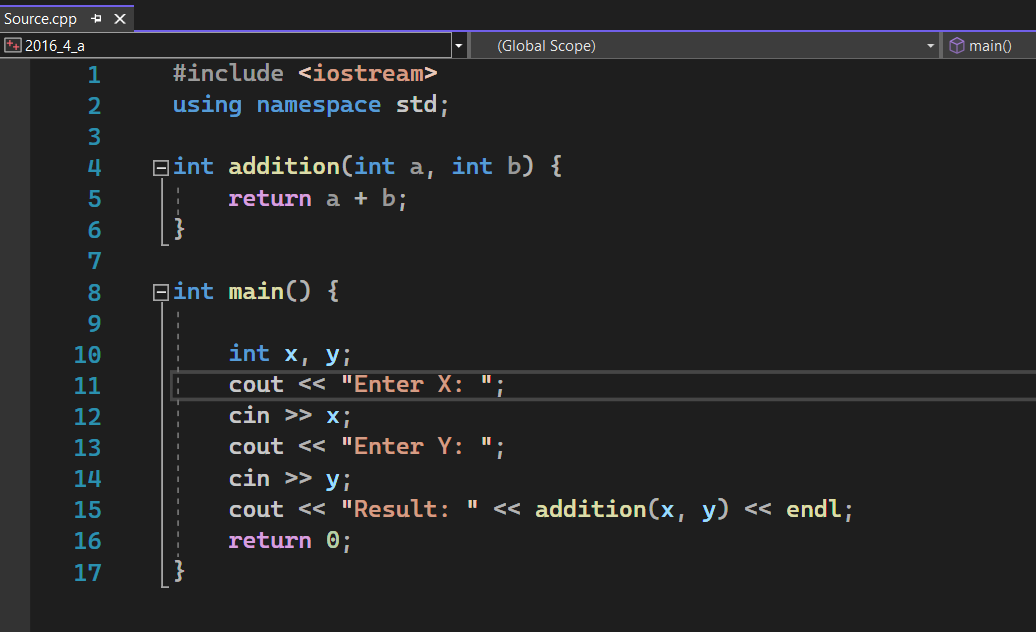 Source.cpp
2016_4_a (Global Scope) main()
1 #include <iostream>
2 using namespace std;
3
4 int addition(int a, int b) {
5 return a + b;
6 }
7
8 int main() {
9
10 int x, y;
11 cout << "Enter X: ";
12 cin >> x;
13 cout << "Enter Y: ";
14 cin >> y;
15 cout << "Result: " << addition(x, y) << endl;
16 return 0;
17 }